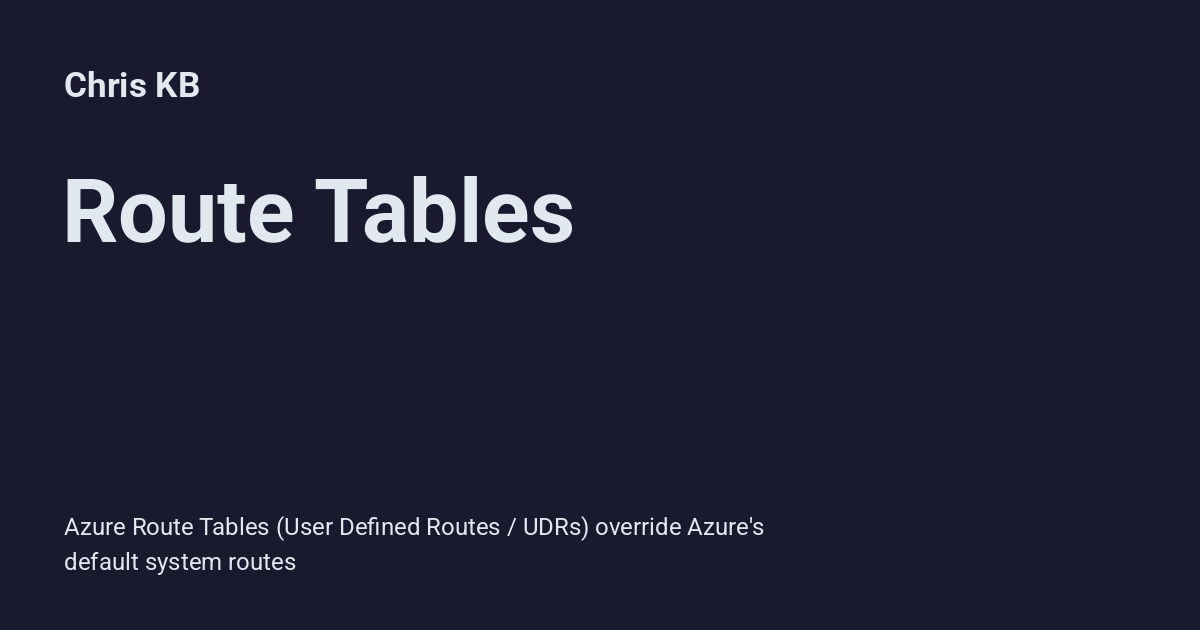 Chris KB
Route Tables
Azure Route Tables (User Defined Routes / UDRs) override Azure's
default system routes